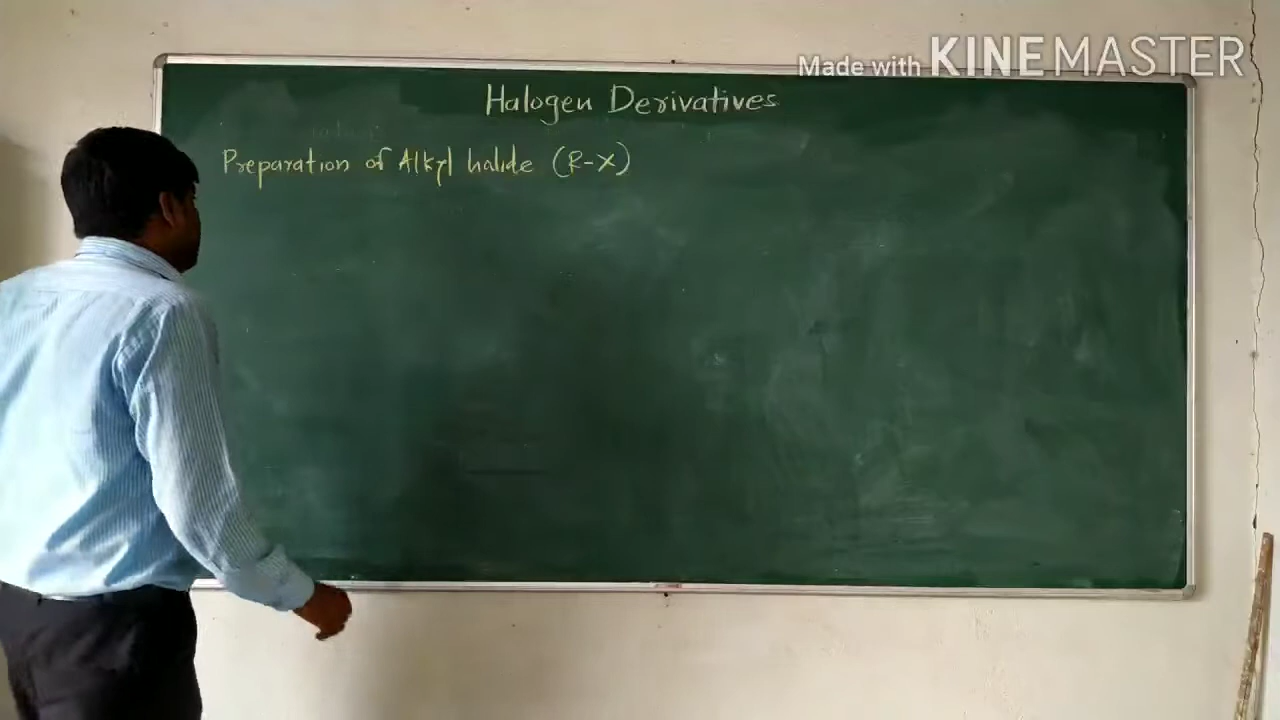 Made with KINEMASTER
Halogen Derivatives
Preparation of Alkyl halide (R-X)